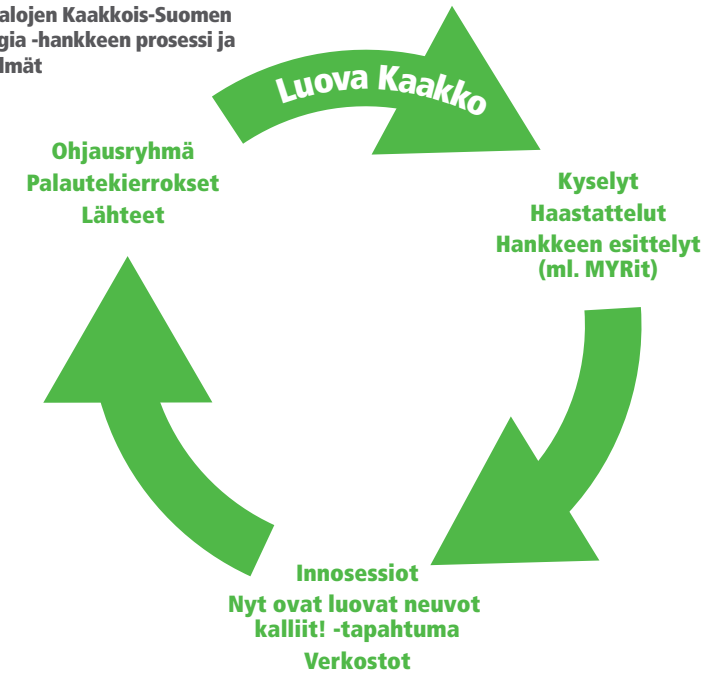 alojen Kaakkois-Suomen
gia -hankkeen prosessi ja
lmät
Luova Kaakko
Ohjausryhmä
Palautekierrokset
Lähteet
Kyselyt
Haastattelut
Hankkeen esittelyt
(ml. MYRit)
Innosessiot
Nyt ovat luovat neuvot
kalliit! -tapahtuma
Verkostot